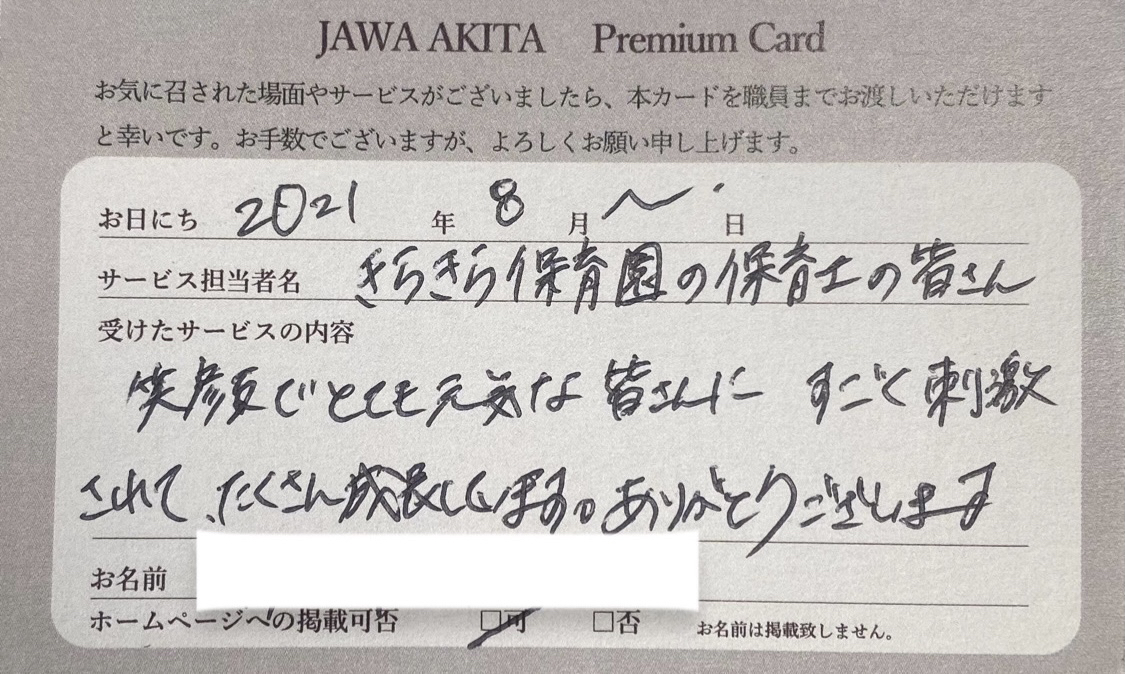 JAWA AKITA Premium Card
お気に召された場面やサービスがございましたら、本カードを職員までお渡しいただけます
と幸いです。お手数でございますが、よろしくお願い申し上げます。
お日にち 2021 年 8 月 〜 日
サービス担当者名 きらきら保育園の保育士の皆さん
受けたサービスの内容
笑顔でとても元気な皆さんに すごく刺激
されて、たくさん成長しています。ありがとうございます
お名前
ホームページへの掲載可否 □可 □否 お名前は掲載致しません。